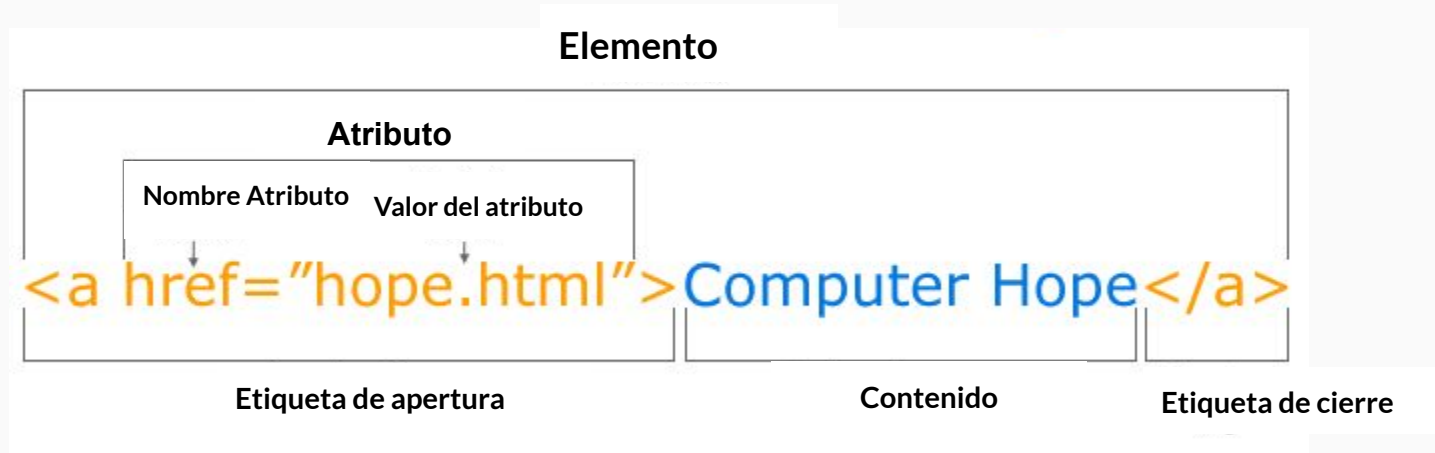 Elemento
Atributo
Nombre Atributo
Valor del atributo
<a href=”hope.html”>Computer Hope</a>
Etiqueta de apertura
Contenido
Etiqueta de cierre